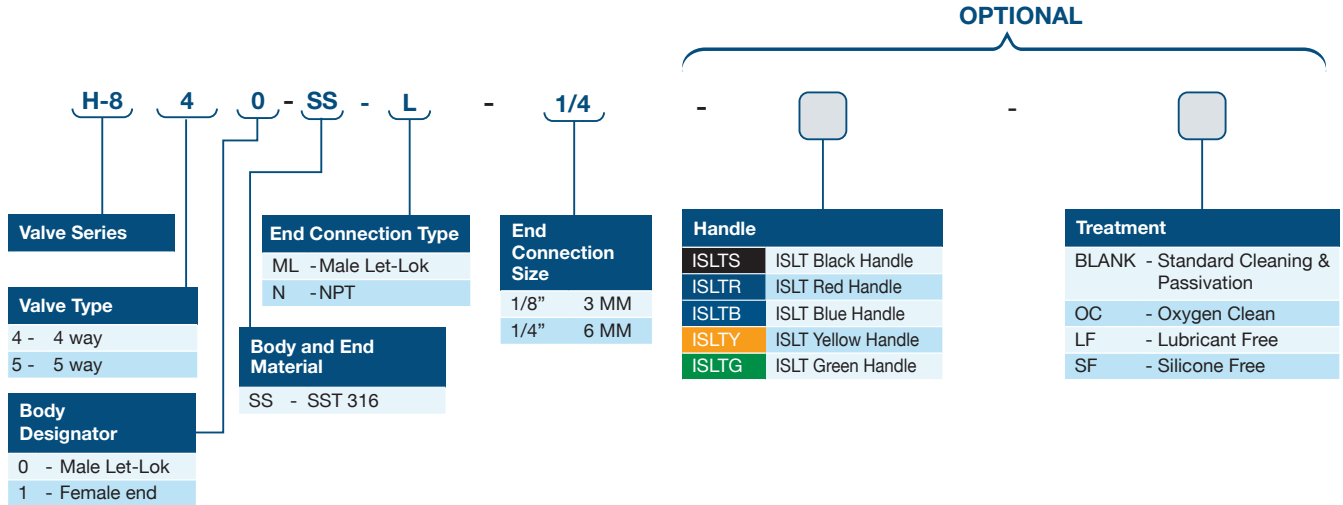 OPTIONAL
H-8 4 0 - SS - L - 1/4 - -
Valve Series
Valve Type
4 - 4 way
5 - 5 way
Body
Designator
0 - Male Let-Lok
1 - Female end
Body and End
Material
SS - SST 316
End Connection Type
ML - Male Let-Lok
N - NPT
End
Connection
Size
1/8” 3 MM
1/4” 6 MM
Handle
ISLTS ISLT Black Handle
ISLTR ISLT Red Handle
ISLTB ISLT Blue Handle
ISLTY ISLT Yellow Handle
ISLTG ISLT Green Handle
Treatment
BLANK - Standard Cleaning &
Passivation
OC - Oxygen Clean
LF - Lubricant Free
SF - Silicone Free